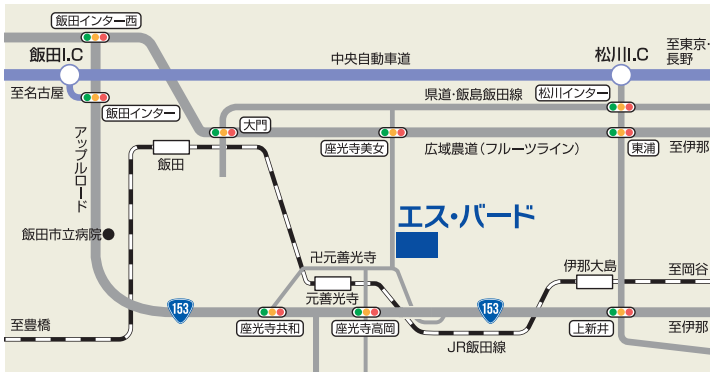 飯田インター西
飯田I.C
中央自動車道
松川I.C
至東京・
長野
至名古屋
飯田インター
県道・飯島飯田線
松川インター
大門
座光寺美女
広域農道（フルーツライン）
東浦
至伊那
アップルロード
飯田
エス・バード
飯田市立病院
卍元善光寺
伊那大島
至岡谷
元善光寺
153
153
至豊橋
座光寺共和
座光寺高岡
JR飯田線
上新井
至伊那